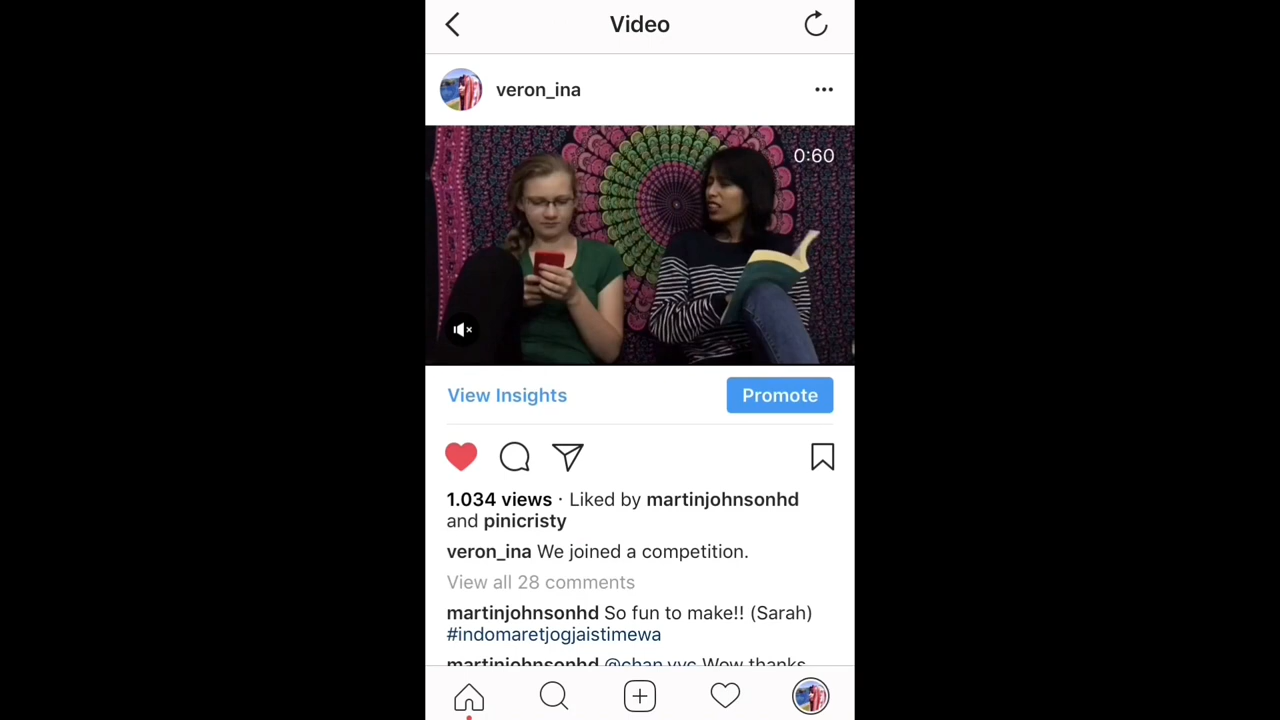 Video
veron_ina
0:60
View Insights
Promote
1.034 views · Liked by martinjohnsonhd
and pinicristy
veron_ina We joined a competition.
View all 28 comments
martinjohnsonhd So fun to make!! (Sarah)
#indomaretjogjaistimewa
martinjohnsonhd @chan.vvc Wow thanks